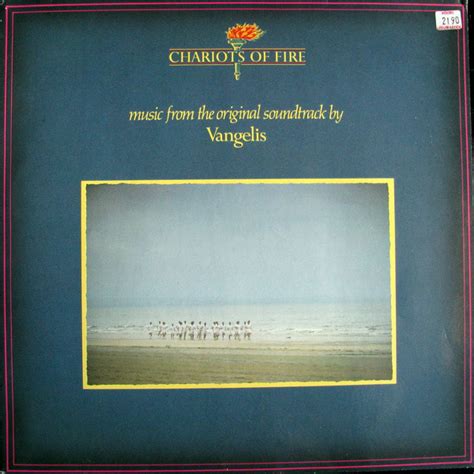 2190
CHARIOTS OF FIRE
music from the original soundtrack by
Vangelis